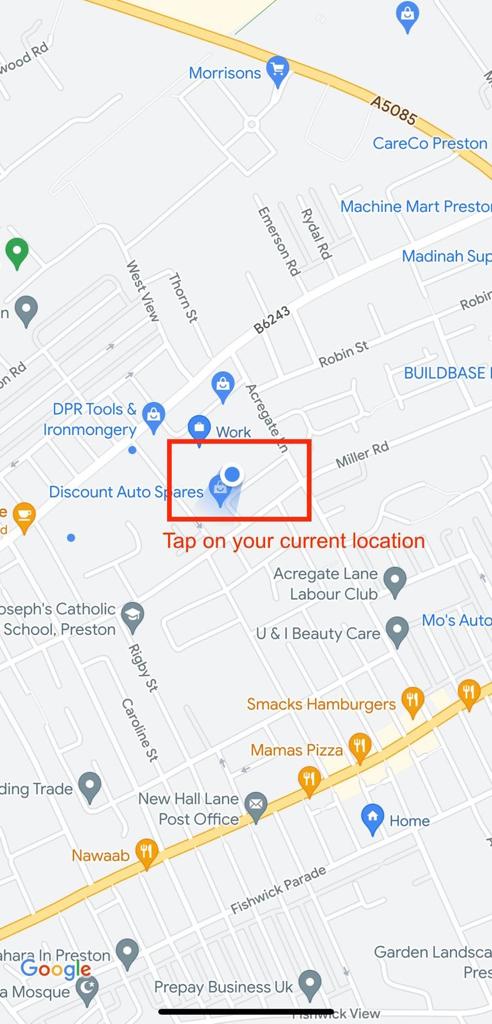 wood Rd
Morrisons
A5085
CareCo Preston
Machine Mart Presto
Emerson Rd
Rydal Rd
Madinah Sup
West View
Thorn St
n
B6243
Robin
on Rd
Robin St
BUILDBASE
Acregate Ln
DPR Tools &
Ironmongery
Work
Miller Rd
Discount Auto Spares
e
d
Tap on your current location
Acregate Lane
Labour Club
oseph's Catholic
School, Preston
Mo's Auto
U & I Beauty Care
Rigby St
Smacks Hamburgers
Caroline St
Mamas Pizza
ding Trade
New Hall Lane
Post Office
Home
Nawaab
Fishwick Parade
ahara In Preston
Google
Garden Landsca
Pres
a Mosque
Prepay Business Uk
Fishwick View